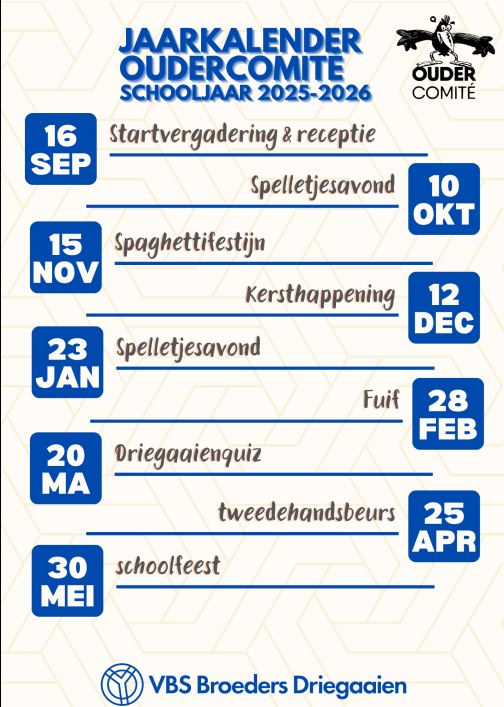 JAARKALENDER
OUDERCOMITÉ
SCHOOLJAAR 2025-2026
OUDER
COMITÉ
16
SEP
Startvergadering & receptie
Spelletjesavond
10
OKT
15
NOV
Spaghettifestijn
Kersthappening
12
DEC
23
JAN
Spelletjesavond
Fuif
28
FEB
20
MA
Driegaaienquiz
tweedehandsbeurs
25
APR
30
MEI
schoolfeest
VBS Broeders Driegaaien